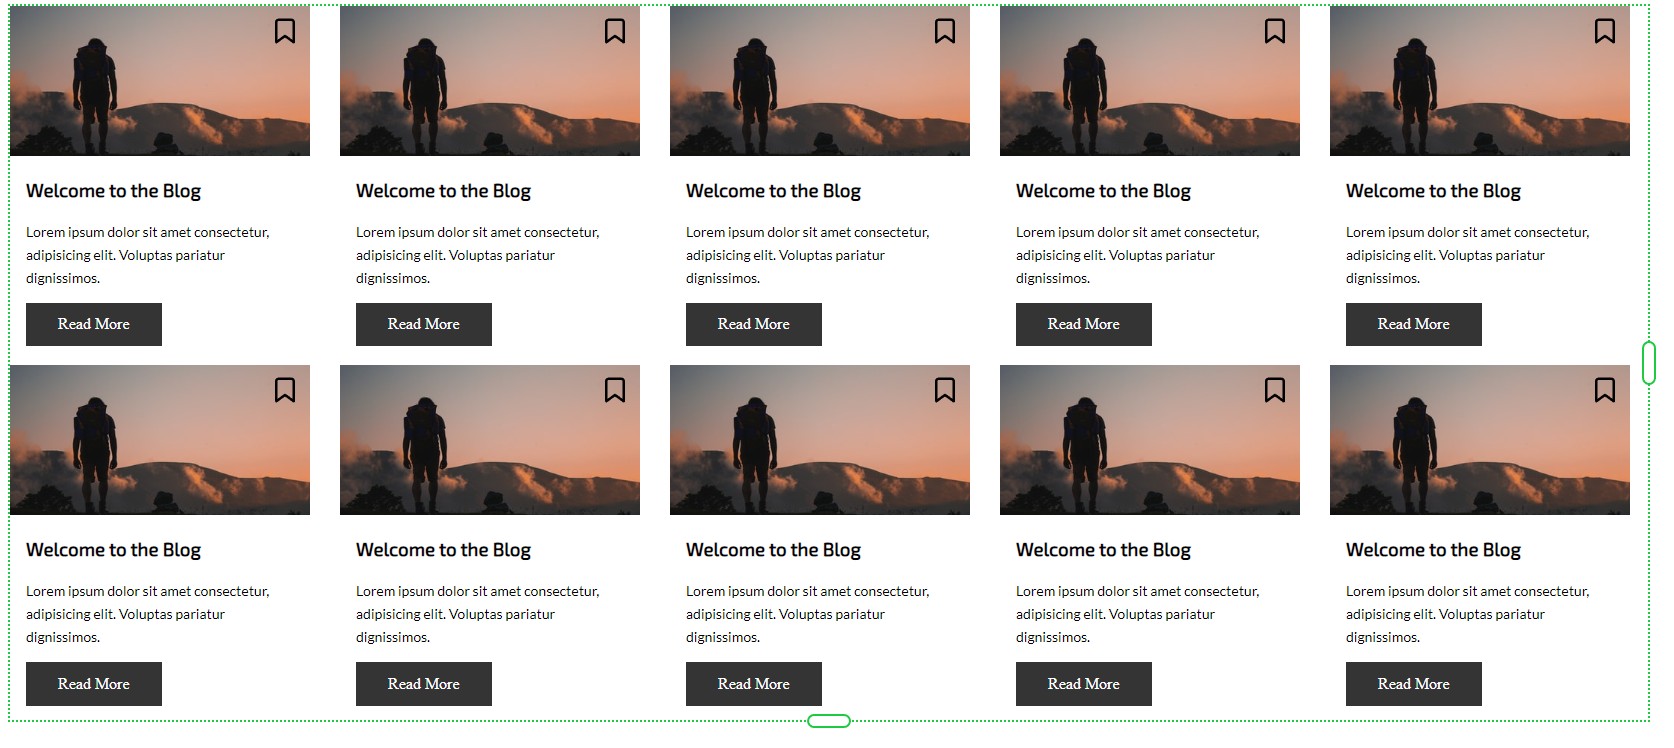 Welcome to the Blog
Lorem ipsum dolor sit amet consectetur,
adipisicing elit. Voluptas pariatur
dignissimos.
Read More
Welcome to the Blog
Lorem ipsum dolor sit amet consectetur,
adipisicing elit. Voluptas pariatur
dignissimos.
Read More
Welcome to the Blog
Lorem ipsum dolor sit amet consectetur,
adipisicing elit. Voluptas pariatur
dignissimos.
Read More
Welcome to the Blog
Lorem ipsum dolor sit amet consectetur,
adipisicing elit. Voluptas pariatur
dignissimos.
Read More
Welcome to the Blog
Lorem ipsum dolor sit amet consectetur,
adipisicing elit. Voluptas pariatur
dignissimos.
Read More
Welcome to the Blog
Lorem ipsum dolor sit amet consectetur,
adipisicing elit. Voluptas pariatur
dignissimos.
Read More
Welcome to the Blog
Lorem ipsum dolor sit amet consectetur,
adipisicing elit. Voluptas pariatur
dignissimos.
Read More
Welcome to the Blog
Lorem ipsum dolor sit amet consectetur,
adipisicing elit. Voluptas pariatur
dignissimos.
Read More
Welcome to the Blog
Lorem ipsum dolor sit amet consectetur,
adipisicing elit. Voluptas pariatur
dignissimos.
Read More
Welcome to the Blog
Lorem ipsum dolor sit amet consectetur,
adipisicing elit. Voluptas pariatur
dignissimos.
Read More